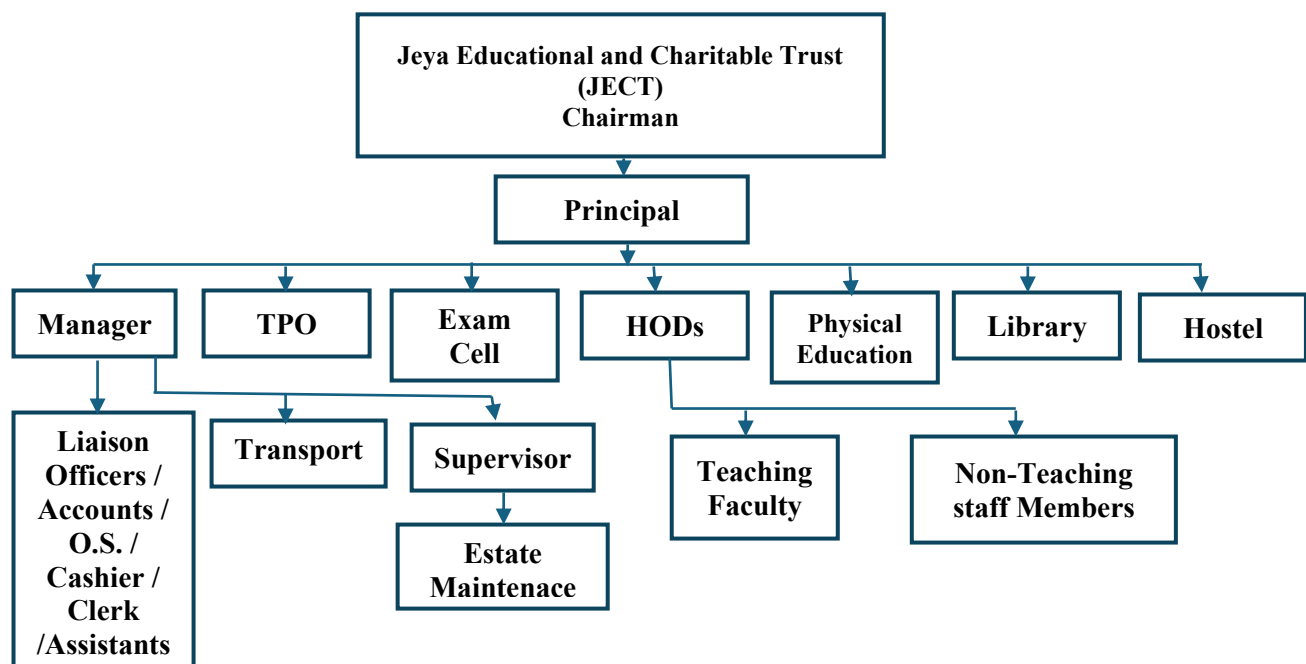 Jeya Educational and Charitable Trust
(JECT)
Chairman
Principal
Manager
TPO
Exam
Cell
HODs
Physical
Education
Library
Hostel
Liaison
Officers /
Accounts /
O.S. /
Cashier /
Clerk
/Assistants
Transport
Supervisor
Teaching
Faculty
Non-Teaching
staff Members
Estate
Maintenace